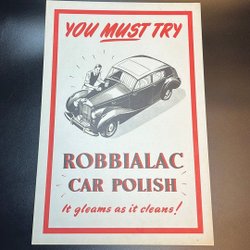 YOU MUST TRY
ROBBIALAC
CAR POLISH
It gleams as it cleans!